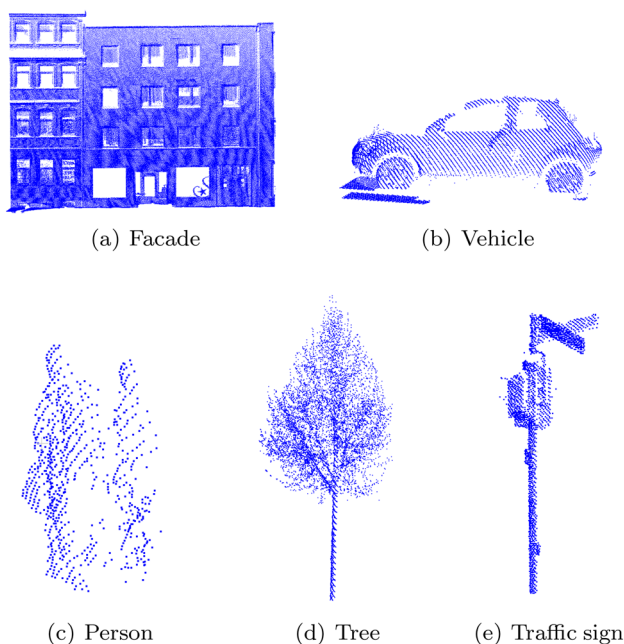 (a) Facade
(b) Vehicle
(c) Person
(d) Tree
(e) Traffic sign